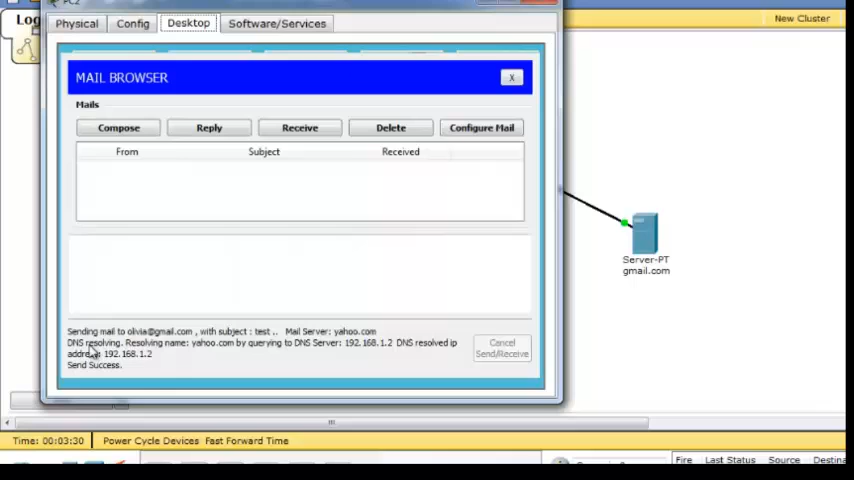 PC2
Physical Config Desktop Software/Services
New Cluster
MAIL BROWSER
X
Mails
Compose Reply Receive Delete Configure Mail
From Subject Received
Sending mail to olivia@gmail.com , with subject : test .. Mail Server: yahoo.com
DNS resolving. Resolving name: yahoo.com by querying to DNS Server: 192.168.1.2 DNS resolved ip
address: 192.168.1.2
Send Success.
Cancel
Send/Receive
Server-PT
gmail.com
Time: 00:03:30 Power Cycle Devices Fast Forward Time
Fire Last Status Source